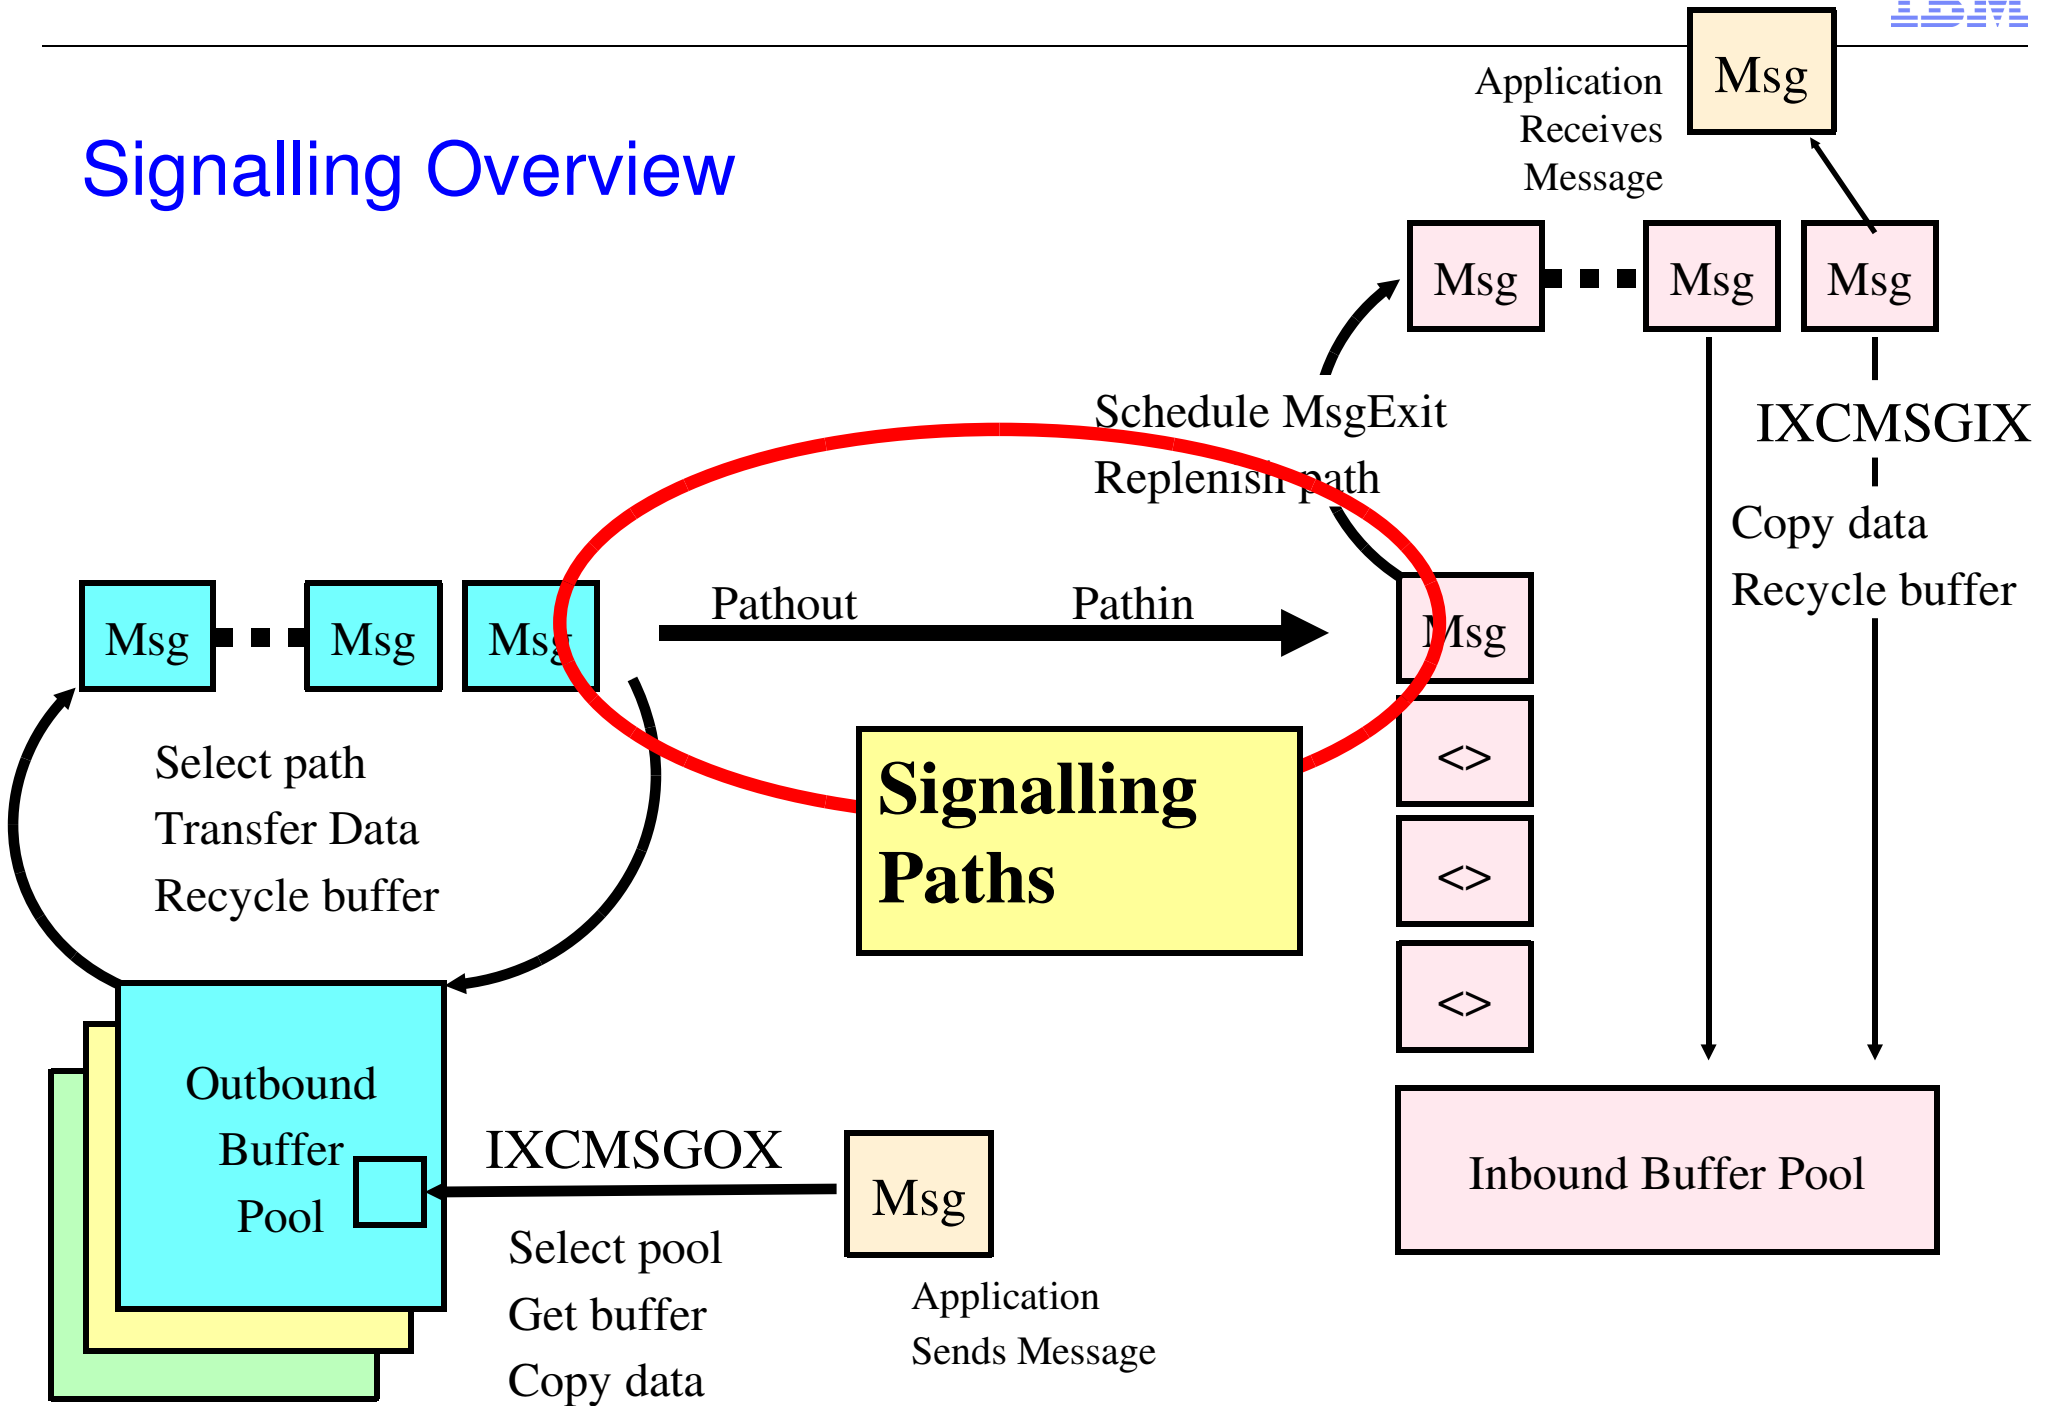 IBM
Signalling Overview
Application
Receives
Message
Msg
Msg
Msg
Msg
Schedule MsgExit
Replenish path
IXCMSGIX
Copy data
Recycle buffer
Msg
Msg
Msg
Pathout
Pathin
Msg
<>
<>
<>
Select path
Transfer Data
Recycle buffer
Signalling
Paths
Outbound
Buffer
Pool
IXCMSGOX
Msg
Select pool
Get buffer
Copy data
Application
Sends Message
Inbound Buffer Pool